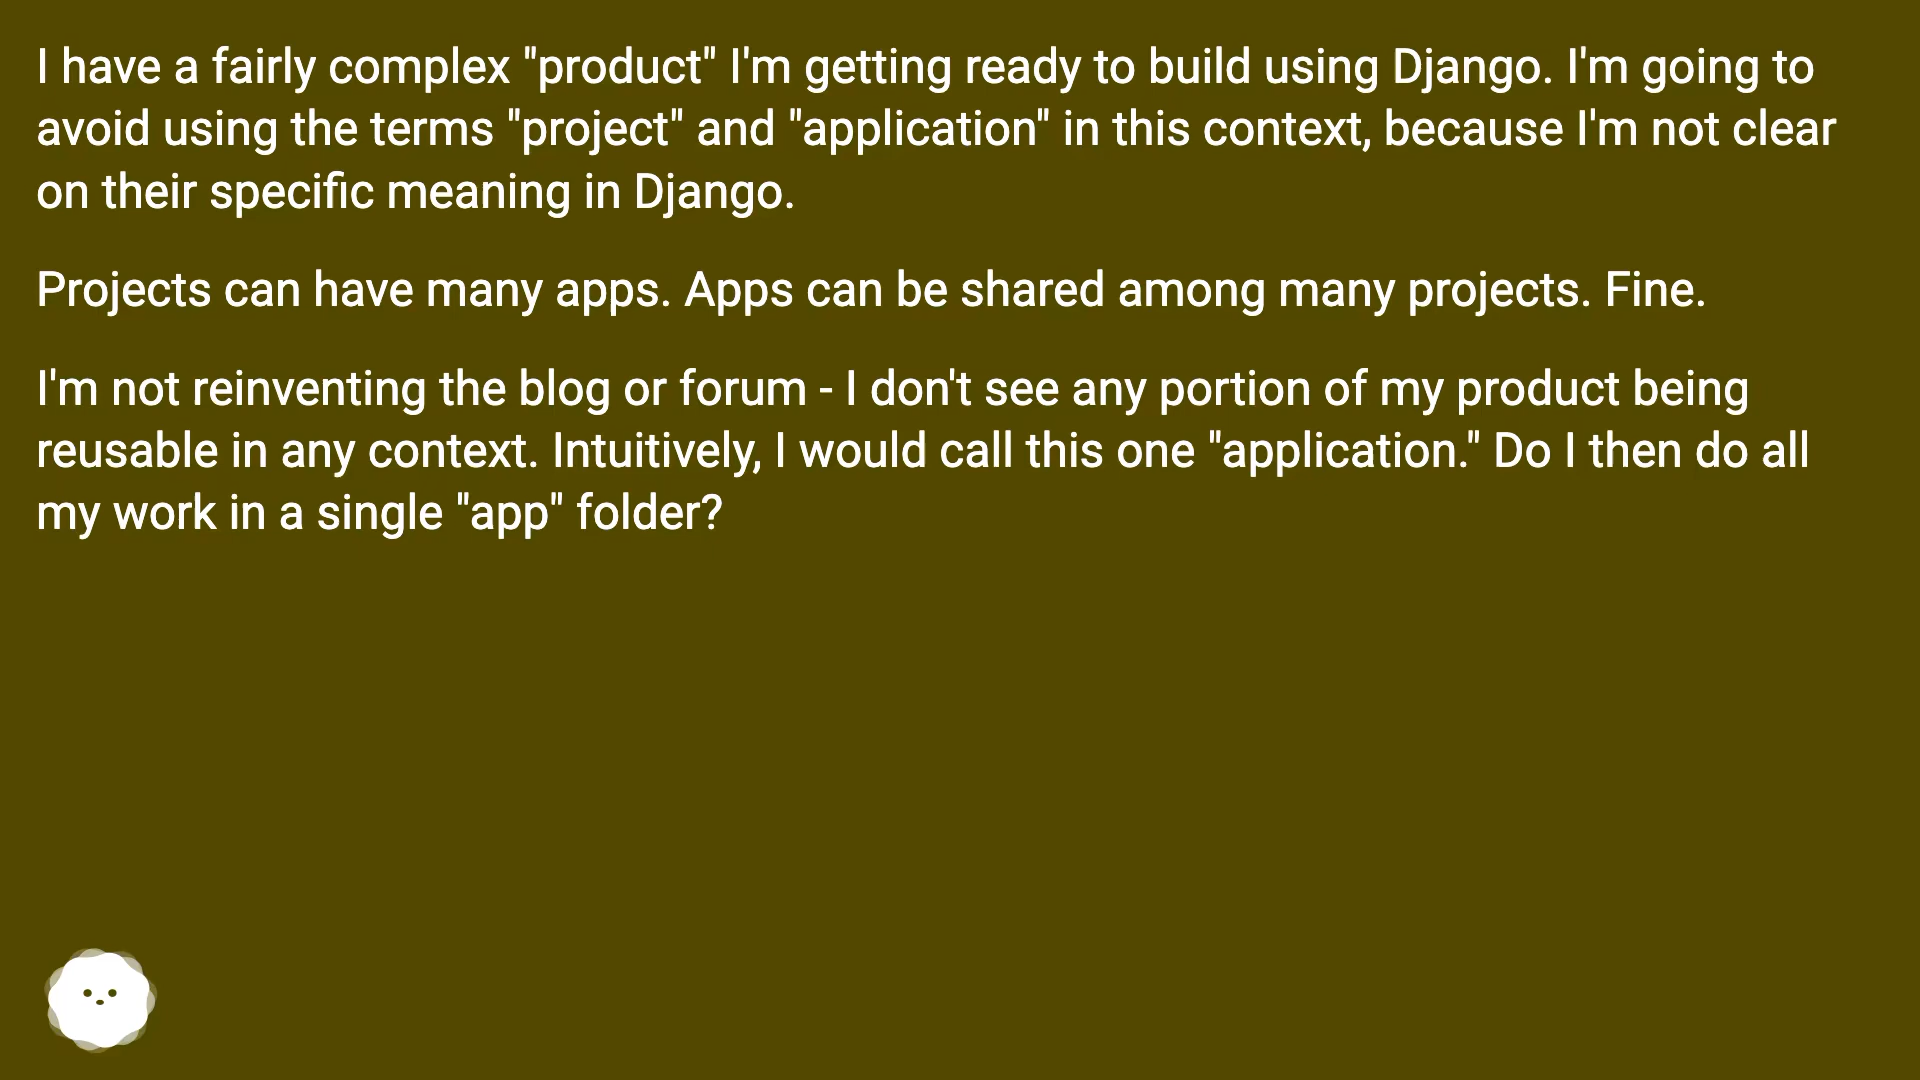 I have a fairly complex "product" I'm getting ready to build using Django. I'm going to
avoid using the terms "project" and "application" in this context, because I'm not clear
on their specific meaning in Django.
Projects can have many apps. Apps can be shared among many projects. Fine.
I'm not reinventing the blog or forum - I don't see any portion of my product being
reusable in any context. Intuitively, I would call this one "application." Do I then do all
my work in a single "app" folder?